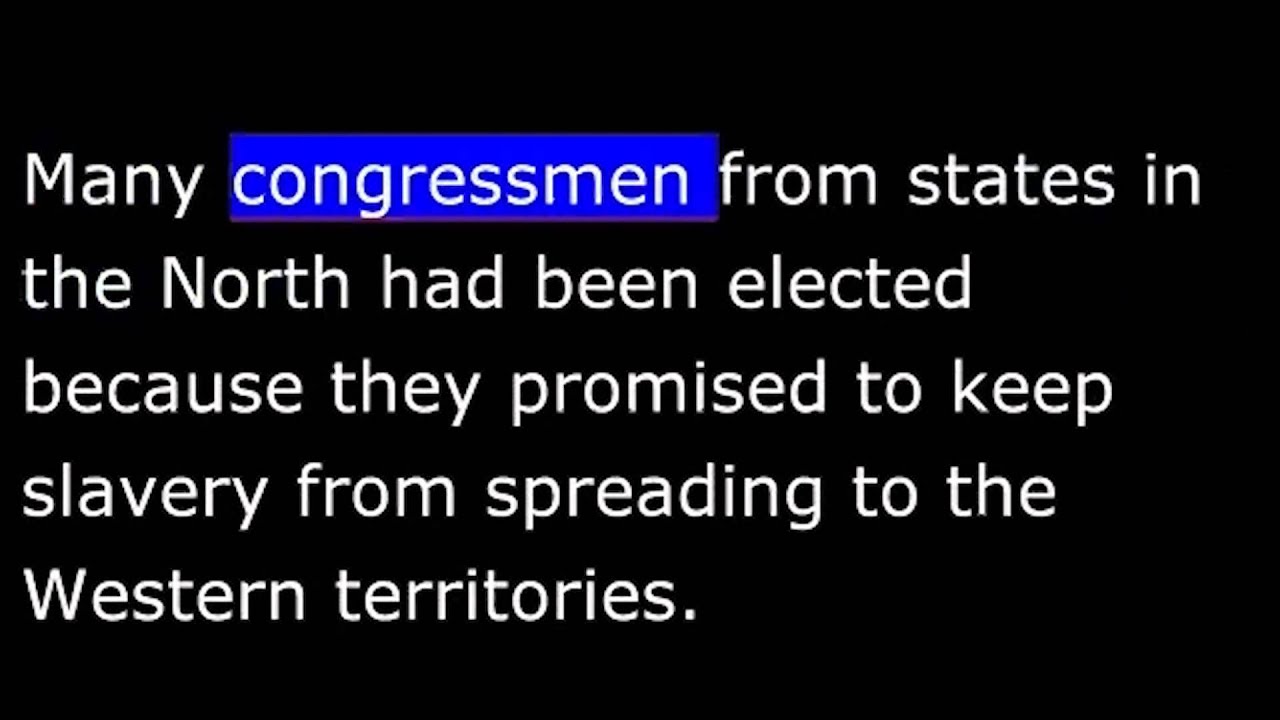 Many congressmen from states in
the North had been elected
because they promised to keep
slavery from spreading to the
Western territories.